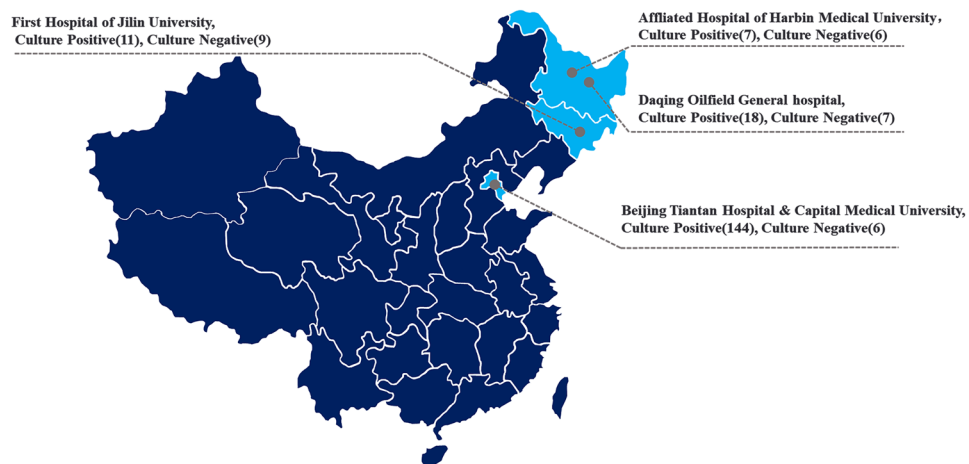 First Hospital of Jilin University,
Culture Positive(11), Culture Negative(9)
Affliated Hospital of Harbin Medical University,
Culture Positive(7), Culture Negative(6)
Daqing Oilfield General hospital,
Culture Positive(18), Culture Negative(7)
Beijing Tiantan Hospital & Capital Medical University,
Culture Positive(144), Culture Negative(6)